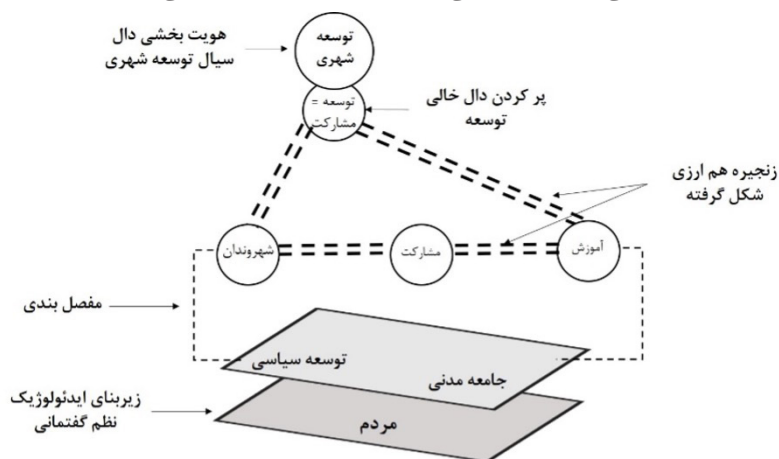 توسعه
شهری
هویت بخشی دال
سیال توسعه شهری
توسعه =
مشارکت
پر کردن دال خالی
توسعه
زنجیره هم ارزی
شکل گرفته
آموزش
مشارکت
شهروندان
مفصل بندی
توسعه سیاسی
جامعه مدنی
زیربنای ایدئولوژیک
نظم گفتمانی
مردم